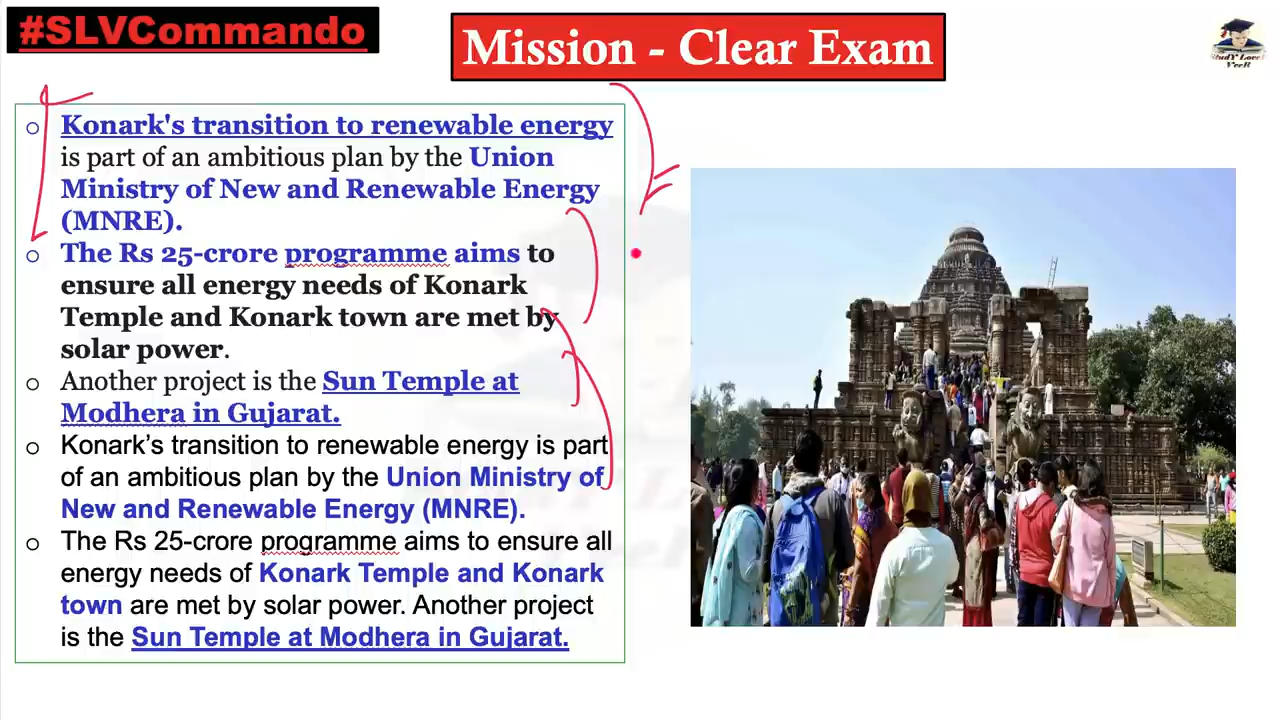 #SLVCommando
Mission - Clear Exam
StudY LoveR
VeeR
o Konark's transition to renewable energy
is part of an ambitious plan by the Union
Ministry of New and Renewable Energy
(MNRE).
o The Rs 25-crore programme aims to
ensure all energy needs of Konark
Temple and Konark town are met by
solar power.
o Another project is the Sun Temple at
Modhera in Gujarat.
o Konark’s transition to renewable energy is part
of an ambitious plan by the Union Ministry of
New and Renewable Energy (MNRE).
o The Rs 25-crore programme aims to ensure all
energy needs of Konark Temple and Konark
town are met by solar power. Another project
is the Sun Temple at Modhera in Gujarat.